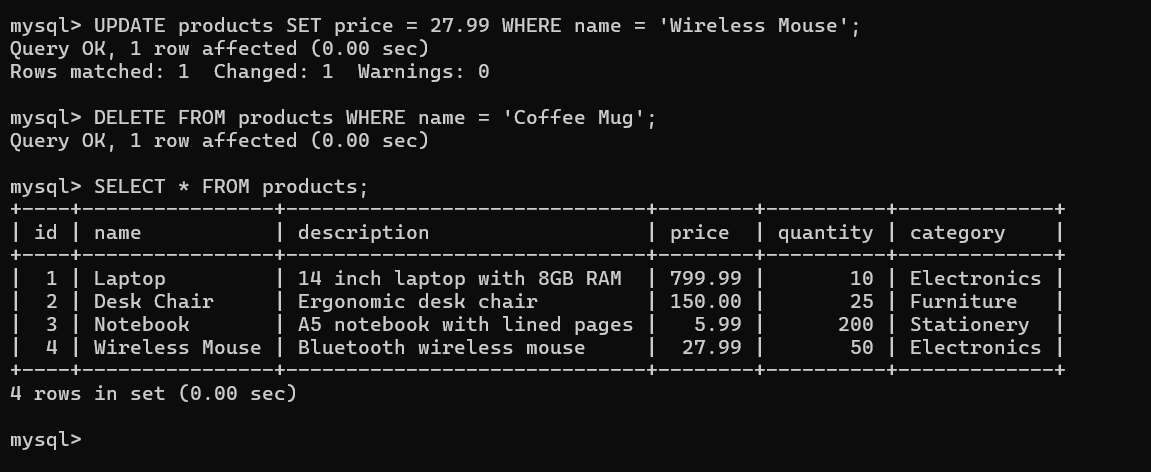 mysql> UPDATE products SET price = 27.99 WHERE name = 'Wireless Mouse';
Query OK, 1 row affected (0.00 sec)
Rows matched: 1  Changed: 1  Warnings: 0

mysql> DELETE FROM products WHERE name = 'Coffee Mug';
Query OK, 1 row affected (0.00 sec)

mysql> SELECT * FROM products;
+----+----------------+------------------------------+--------+----------+-------------+
| id | name           | description                  | price  | quantity | category    |
+----+----------------+------------------------------+--------+----------+-------------+
|  1 | Laptop         | 14 inch laptop with 8GB RAM  | 799.99 |       10 | Electronics |
|  2 | Desk Chair     | Ergonomic desk chair         | 150.00 |       25 | Furniture   |
|  3 | Notebook       | A5 notebook with lined pages |   5.99 |      200 | Stationery  |
|  4 | Wireless Mouse | Bluetooth wireless mouse     |  27.99 |       50 | Electronics |
+----+----------------+------------------------------+--------+----------+-------------+
4 rows in set (0.00 sec)

mysql>